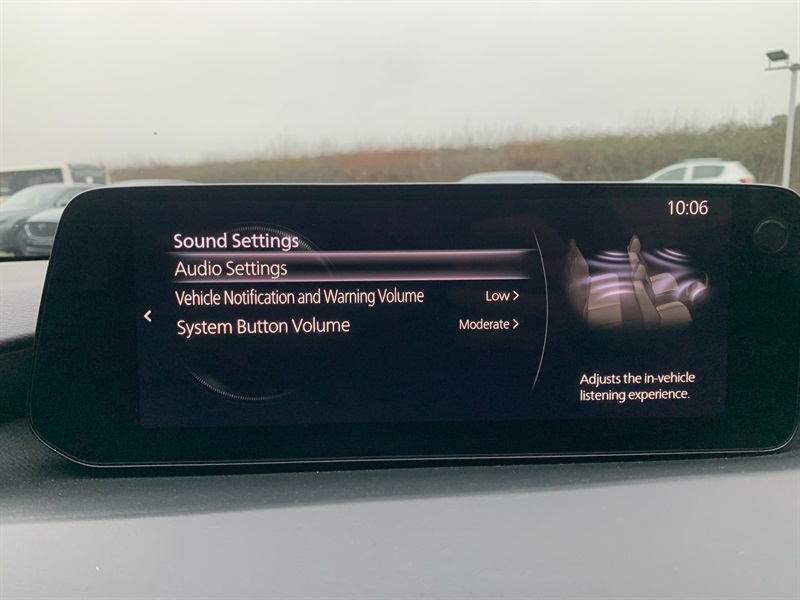 10:06
Sound Settings
Audio Settings
Vehicle Notification and Warning Volume Low
System Button Volume Moderate
Adjusts the in-vehicle
listening experience.